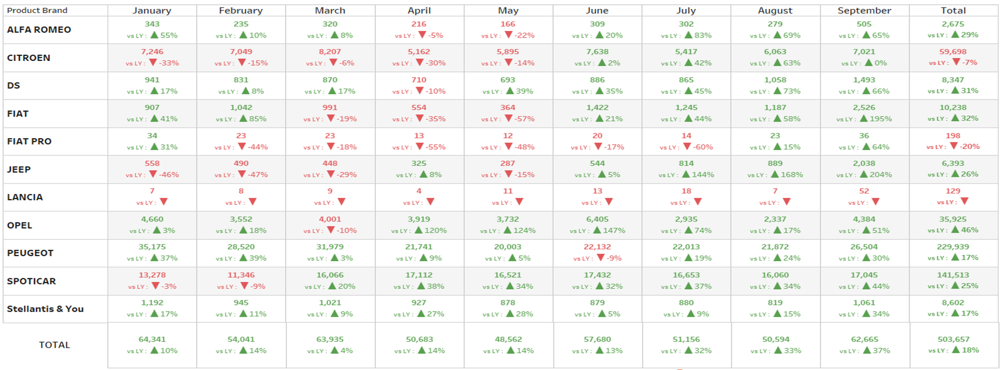 Product Brand January February March April May June July August September Total
343 235 320 216 166 309 302 279 505 2,675
ALFA ROMEO
vs LY : ▲ 55% vs LY : ▲ 10% vs LY : ▲ 8% vs LY : ▼ -5% vs LY : ▼ -22% vs LY : ▲ 20% vs LY : ▲ 83% vs LY : ▲ 69% vs LY : ▲ 65% vs LY : ▲ 29%
7,246 7,049 8,207 5,162 5,895 7,638 5,417 6,063 7,021 59,698
CITROEN
vs LY : ▼ -33% vs LY : ▼ -15% vs LY : ▼ -6% vs LY : ▼ -30% vs LY : ▼ -14% vs LY : ▲ 2% vs LY : ▲ 42% vs LY : ▲ 63% vs LY : ▲ 0% vs LY : ▼ -7%
941 831 870 710 693 886 865 1,058 1,493 8,347
DS
vs LY : ▲ 17% vs LY : ▲ 8% vs LY : ▲ 17% vs LY : ▼ -10% vs LY : ▲ 39% vs LY : ▲ 35% vs LY : ▲ 45% vs LY : ▲ 73% vs LY : ▲ 66% vs LY : ▲ 31%
907 1,042 991 554 364 1,422 1,245 1,187 2,526 10,238
FIAT
vs LY : ▲ 41% vs LY : ▲ 85% vs LY : ▼ -19% vs LY : ▼ -35% vs LY : ▼ -57% vs LY : ▲ 21% vs LY : ▲ 44% vs LY : ▲ 58% vs LY : ▲ 195% vs LY : ▲ 32%
34 23 23 13 12 20 14 23 36 198
FIAT PRO
vs LY : ▲ 31% vs LY : ▼ -44% vs LY : ▼ -18% vs LY : ▼ -55% vs LY : ▼ -48% vs LY : ▼ -17% vs LY : ▼ -60% vs LY : ▲ 15% vs LY : ▲ 64% vs LY : ▼ -20%
558 490 448 325 287 544 814 889 2,038 6,393
JEEP
vs LY : ▼ -46% vs LY : ▼ -47% vs LY : ▼ -29% vs LY : ▲ 8% vs LY : ▼ -15% vs LY : ▲ 5% vs LY : ▲ 144% vs LY : ▲ 168% vs LY : ▲ 204% vs LY : ▲ 26%
7 8 9 4 11 13 18 7 52 129
LANCIA
vs LY : ▼ vs LY : ▼ vs LY : ▼ vs LY : ▼ vs LY : ▼ vs LY : ▼ vs LY : ▼ vs LY : ▼ vs LY : ▼ vs LY : ▼
4,660 3,552 4,001 3,919 3,732 6,405 2,935 2,337 4,384 35,925
OPEL
vs LY : ▲ 3% vs LY : ▲ 18% vs LY : ▼ -10% vs LY : ▲ 120% vs LY : ▲ 124% vs LY : ▲ 147% vs LY : ▲ 74% vs LY : ▲ 17% vs LY : ▲ 51% vs LY : ▲ 46%
35,175 28,520 31,979 21,741 20,003 22,132 22,013 21,872 26,504 229,939
PEUGEOT
vs LY : ▲ 37% vs LY : ▲ 39% vs LY : ▲ 3% vs LY : ▲ 9% vs LY : ▲ 5% vs LY : ▼ -9% vs LY : ▲ 19% vs LY : ▲ 24% vs LY : ▲ 30% vs LY : ▲ 17%
13,278 11,346 16,066 17,112 16,521 17,432 16,653 16,060 17,045 141,513
SPOTICAR
vs LY : ▼ -3% vs LY : ▼ -9% vs LY : ▲ 20% vs LY : ▲ 38% vs LY : ▲ 34% vs LY : ▲ 32% vs LY : ▲ 37% vs LY : ▲ 34% vs LY : ▲ 44% vs LY : ▲ 25%
1,192 945 1,021 927 878 879 880 819 1,061 8,602
Stellantis & You
vs LY : ▲ 17% vs LY : ▲ 11% vs LY : ▲ 9% vs LY : ▲ 27% vs LY : ▲ 28% vs LY : ▲ 5% vs LY : ▲ 9% vs LY : ▲ 15% vs LY : ▲ 34% vs LY : ▲ 17%
64,341 54,041 63,935 50,683 48,562 57,680 51,156 50,594 62,665 503,657
TOTAL
vs LY : ▲ 10% vs LY : ▲ 14% vs LY : ▲ 4% vs LY : ▲ 14% vs LY : ▲ 14% vs LY : ▲ 13% vs LY : ▲ 32% vs LY : ▲ 33% vs LY : ▲ 37% vs LY : ▲ 18%